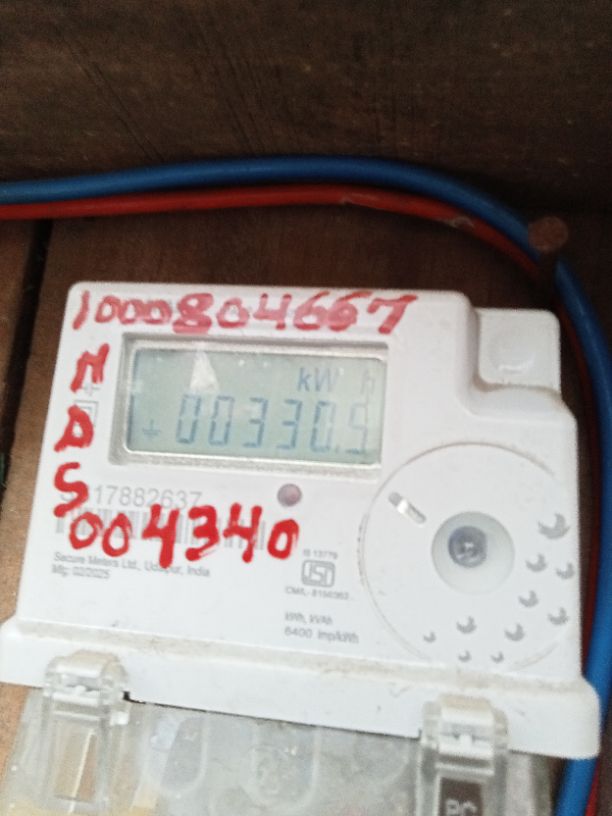 1000804667
kW h
M
00330.5
D
S
17882637
004340
Secure Meters Ltd., Udaipur, India
Mfg: 02/2025
IS 13779
ISI
kWh, kVAh
6400 imp/kWh